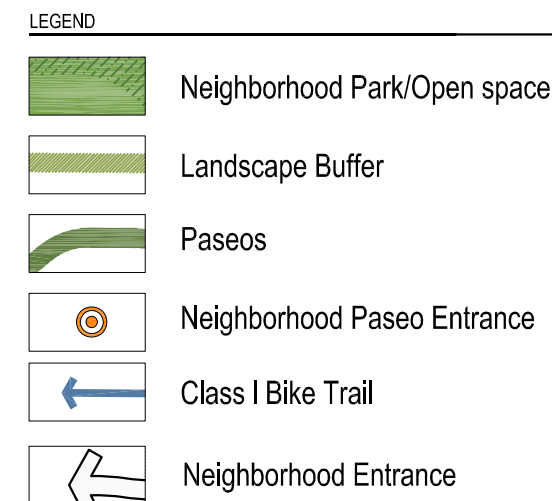 LEGEND
Neighborhood Park/Open space
Landscape Buffer
Paseos
Neighborhood Paseo Entrance
Class I Bike Trail
Neighborhood Entrance